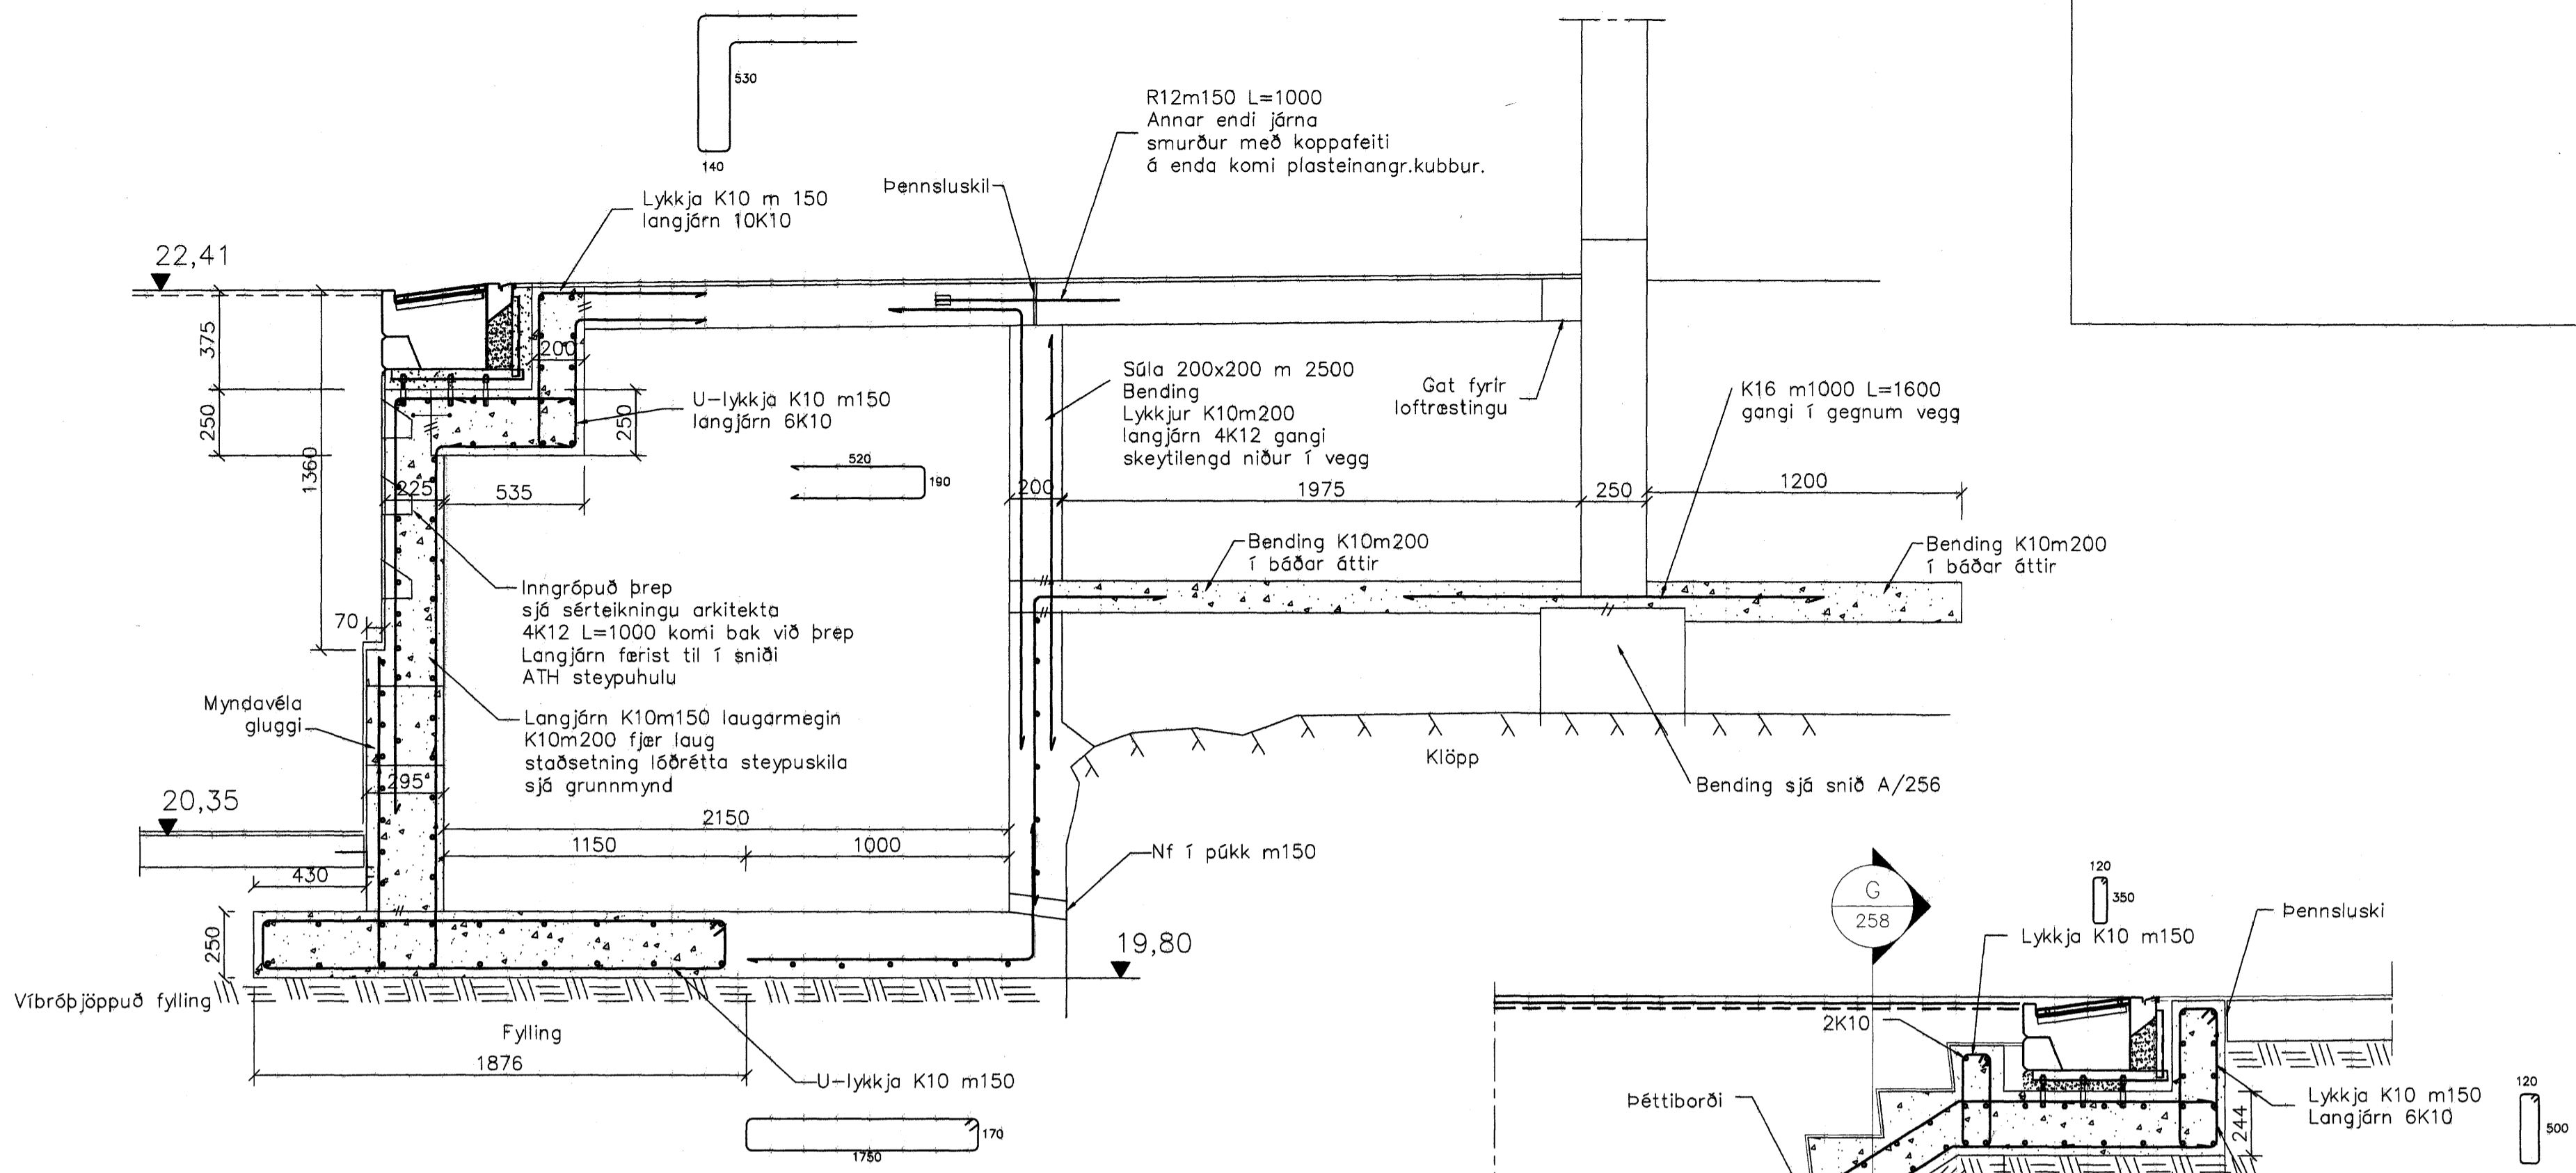 530
140
R12m150 L=1000
Annar endi járna
smurður með koppafeiti
á enda komi plasteinangr.kubbur.
Þennsluskil
Lykkja K10 m 150
langjárn 10K10
22,41
375
250
1360
200
U-lykkja K10 m150
langjárn 6K10
250
Súla 200x200 m 2500
Bending
Lykkjur K10m200
langjárn 4K12 gangi
skeytilengd niður í vegg
Gat fyrir
loftræstingu
K16 m1000 L=1600
gangi í gegnum vegg
520
190
225
535
200
1975
250
1200
Bending K10m200
í báðar áttir
Bending K10m200
í báðar áttir
Inngrópuð þrep
sjá sérteikningu arkitekta
4K12 L=1000 komi bak við þrep
Langjárn færist til í sniði
ATH steypuhulu
70
Myndavéla
gluggi
Langjárn K10m150 laugarmegin
K10m200 fjær laug
staðsetning lóðrétta steypuskila
sjá grunnmynd
Klöpp
Bending sjá snið A/256
295
20,35
2150
1150
1000
Nf í púkk m150
430
250
19,80
Víbróþjöppuð fylling
Fylling
1876
U-lykkja K10 m150
170
1750
G
258
120
350
Þennsluski
Lykkja K10 m150
2K10
Þéttiborði
244
Lykkja K10 m150
Langjárn 6K10
120
500